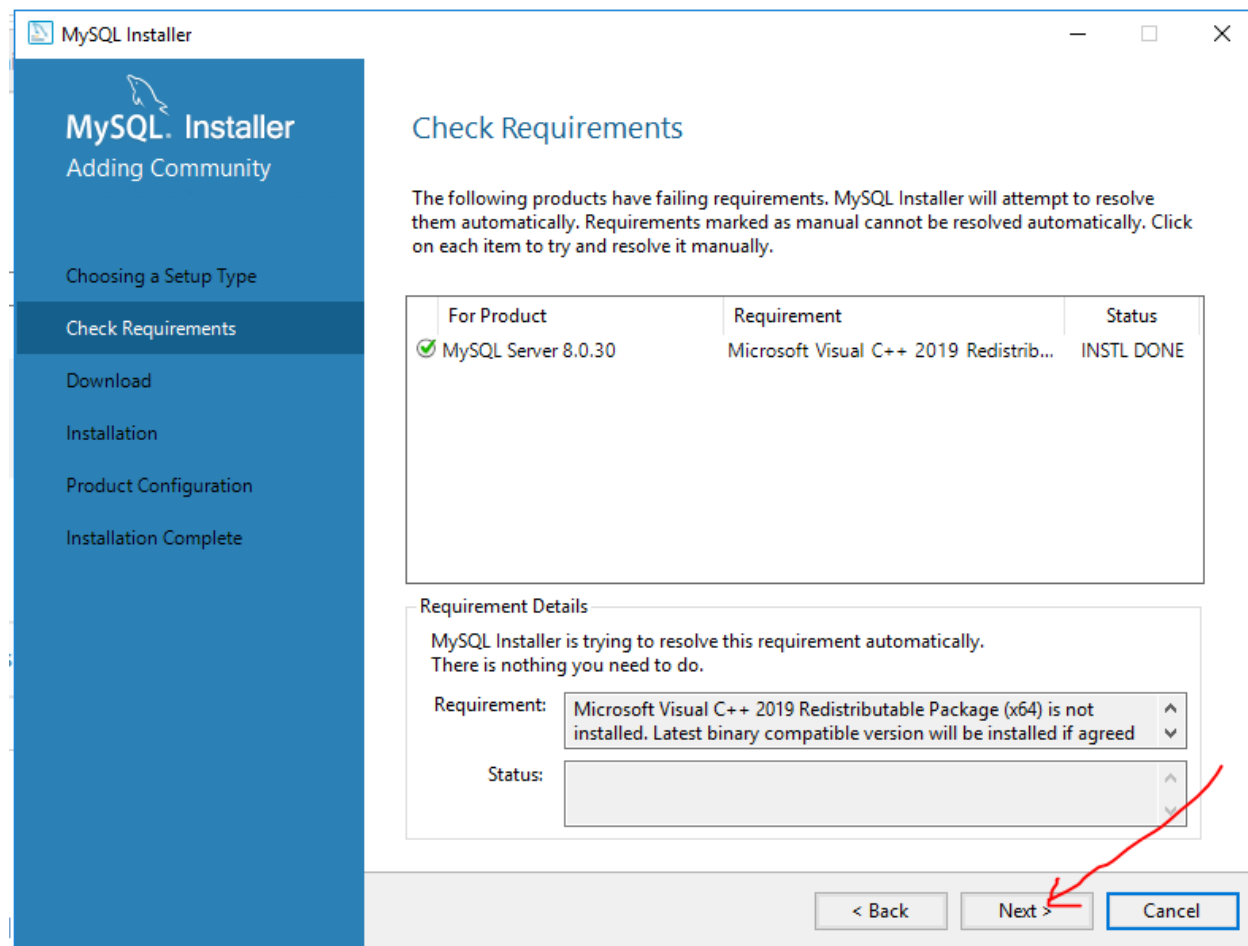 MySQL Installer
MySQL. Installer
Adding Community
Choosing a Setup Type
Check Requirements
Download
Installation
Product Configuration
Installation Complete
Check Requirements
The following products have failing requirements. MySQL Installer will attempt to resolve
them automatically. Requirements marked as manual cannot be resolved automatically. Click
on each item to try and resolve it manually.
For Product Requirement Status
MySQL Server 8.0.30 Microsoft Visual C++ 2019 Redistrib... INSTL DONE
Requirement Details
MySQL Installer is trying to resolve this requirement automatically.
There is nothing you need to do.
Requirement: Microsoft Visual C++ 2019 Redistributable Package (x64) is not
installed. Latest binary compatible version will be installed if agreed
Status:
< Back Next > Cancel